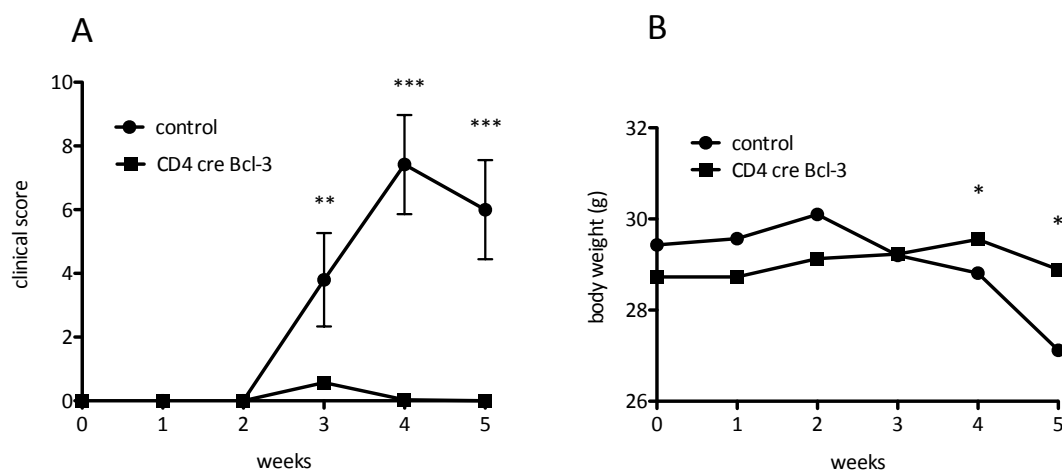 A
10
8
6
4
2
0
clinical score
control
CD4 cre Bcl-3
**
***
***
0 1 2 3 4 5
weeks
B
32
30
28
26
body weight (g)
control
CD4 cre Bcl-3
*
*
0 1 2 3 4 5
weeks